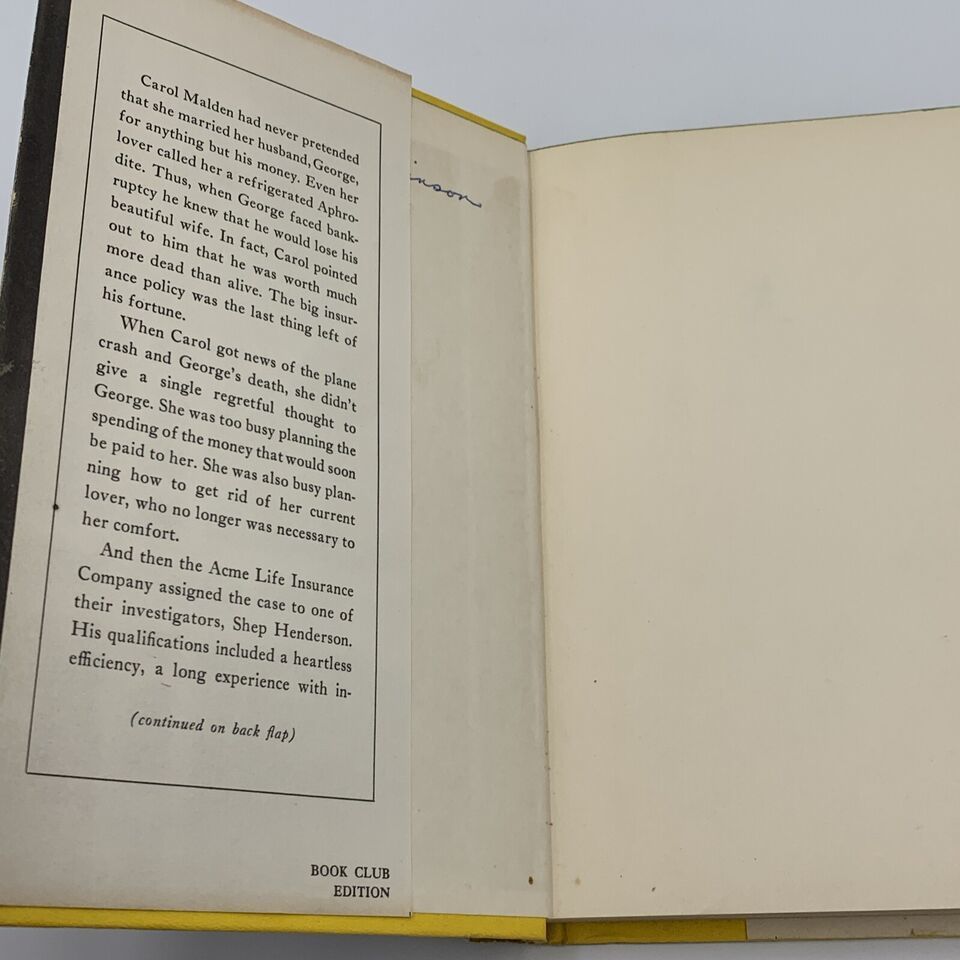 Carol Malden had never pretended
that she married her husband, George,
for anything but his money. Even her
lover called her a refrigerated Aphro-
dite. Thus, when George faced bank-
ruptcy he knew that he would lose his
beautiful wife. In fact, Carol pointed
out to him that he was worth much
more dead than alive. The big insur-
ance policy was the last thing left of
his fortune.
When Carol got news of the plane
crash and George's death, she didn't
give a single regretful thought to
George. She was too busy planning the
spending of the money that would soon
be paid to her. She was also busy plan-
ning how to get rid of her current
lover, who no longer was necessary to
her comfort.
And then the Acme Life Insurance
Company assigned the case to one of
their investigators, Shep Henderson.
His qualifications included a heartless
efficiency, a long experience with in-
(continued on back flap)
BOOK CLUB
EDITION